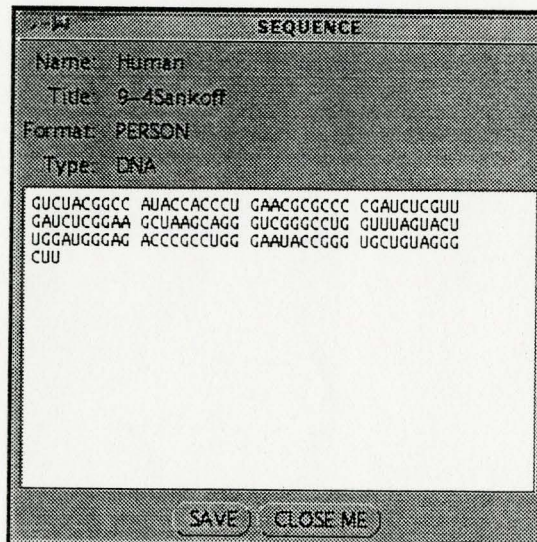 SEQUENCE
Name: Human
Title: 9-4Sankoff
Format: PERSON
Type: DNA
GUCUACGGCC AUACCACCCU GAACGCGCCC CGAUCUCGUU
GAUCUCGGAA GCUAAGCAGG GUCGGGCCUG GUUUAGUACU
UGGAUGGGAG ACCCGCCUGG GAAUACCGGG UGCUGUAGGG
CUU
SAVE CLOSE ME